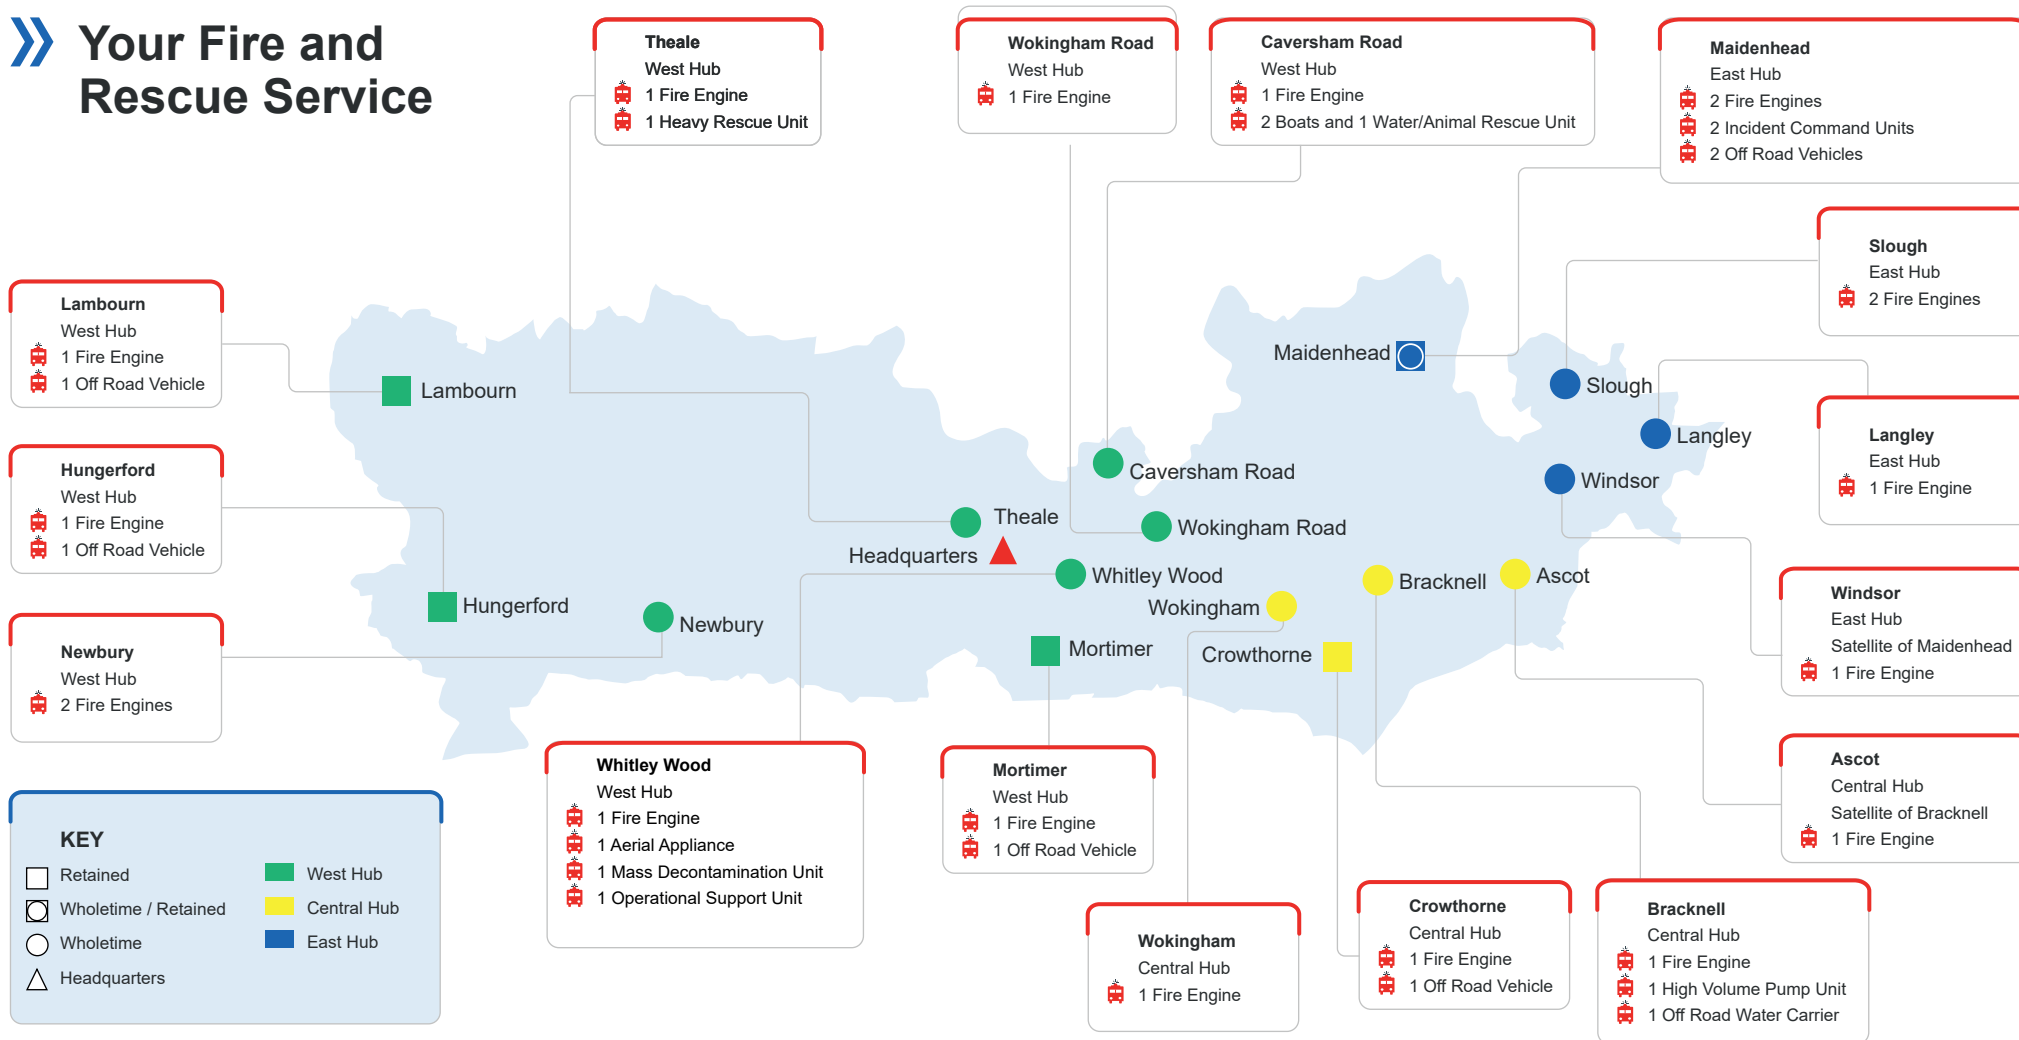 Your Fire and
Rescue Service
Theale
West Hub
1 Fire Engine
1 Heavy Rescue Unit
Wokingham Road
West Hub
1 Fire Engine
Caversham Road
West Hub
1 Fire Engine
2 Boats and 1 Water/Animal Rescue Unit
Maidenhead
East Hub
2 Fire Engines
2 Incident Command Units
2 Off Road Vehicles
Slough
East Hub
2 Fire Engines
Lambourn
West Hub
1 Fire Engine
1 Off Road Vehicle
Hungerford
West Hub
1 Fire Engine
1 Off Road Vehicle
Newbury
West Hub
2 Fire Engines
Langley
East Hub
1 Fire Engine
Windsor
East Hub
Satellite of Maidenhead
1 Fire Engine
Ascot
Central Hub
Satellite of Bracknell
1 Fire Engine
Maidenhead
Slough
Lambourn
Langley
Caversham Road
Windsor
Theale
Wokingham Road
Headquarters
Whitley Wood
Bracknell
Ascot
Hungerford
Wokingham
Newbury
Mortimer
Crowthorne
Whitley Wood
West Hub
1 Fire Engine
1 Aerial Appliance
1 Mass Decontamination Unit
1 Operational Support Unit
Mortimer
West Hub
1 Fire Engine
1 Off Road Vehicle
Wokingham
Central Hub
1 Fire Engine
Crowthorne
Central Hub
1 Fire Engine
1 Off Road Vehicle
Bracknell
Central Hub
1 Fire Engine
1 High Volume Pump Unit
1 Off Road Water Carrier
KEY
Retained
Wholetime / Retained
Wholetime
Headquarters
West Hub
Central Hub
East Hub